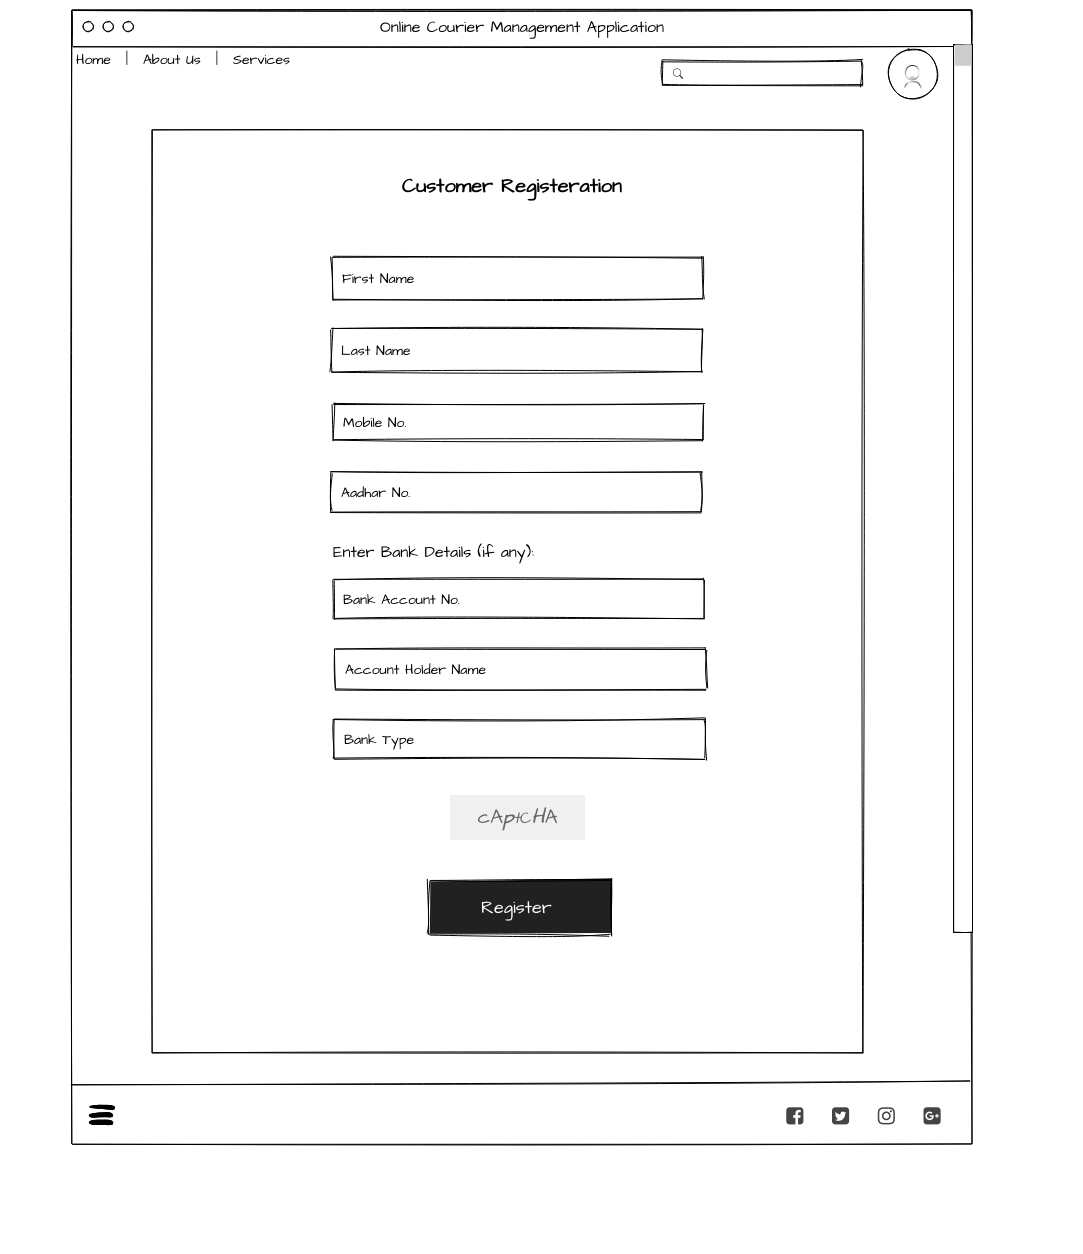 Online Courier Management Application
Home | About Us | Services
Customer Registeration
First Name
Last Name
Mobile No.
Aadhar No.
Enter Bank Details (if any):
Bank Account No.
Account Holder Name
Bank Type
cAptCHA
Register